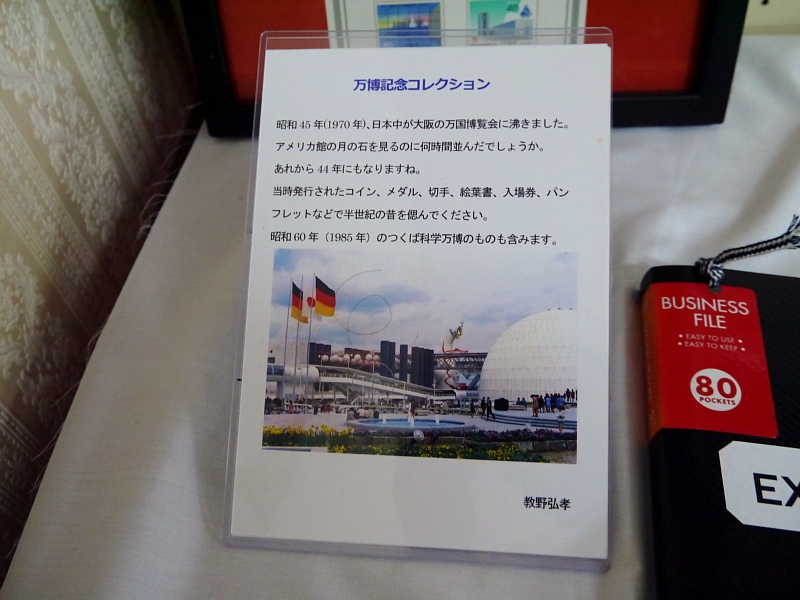 万博記念コレクション
昭和45年(1970年)、日本中が大阪の万国博覧会に沸きました。
アメリカ館の月の石を見るのに何時間並んだでしょうか。
あれから44年にもなりますね。
当時発行されたコイン、メダル、切手、絵葉書、入場券、パン
フレットなどで半世紀の昔を偲んでください。
昭和60年（1985年）のつくば科学万博のものも含みます。
教野弘孝
BUSINESS
FILE
• EASY TO USE •
• EASY TO KEEP •
80
POCKETS
EX